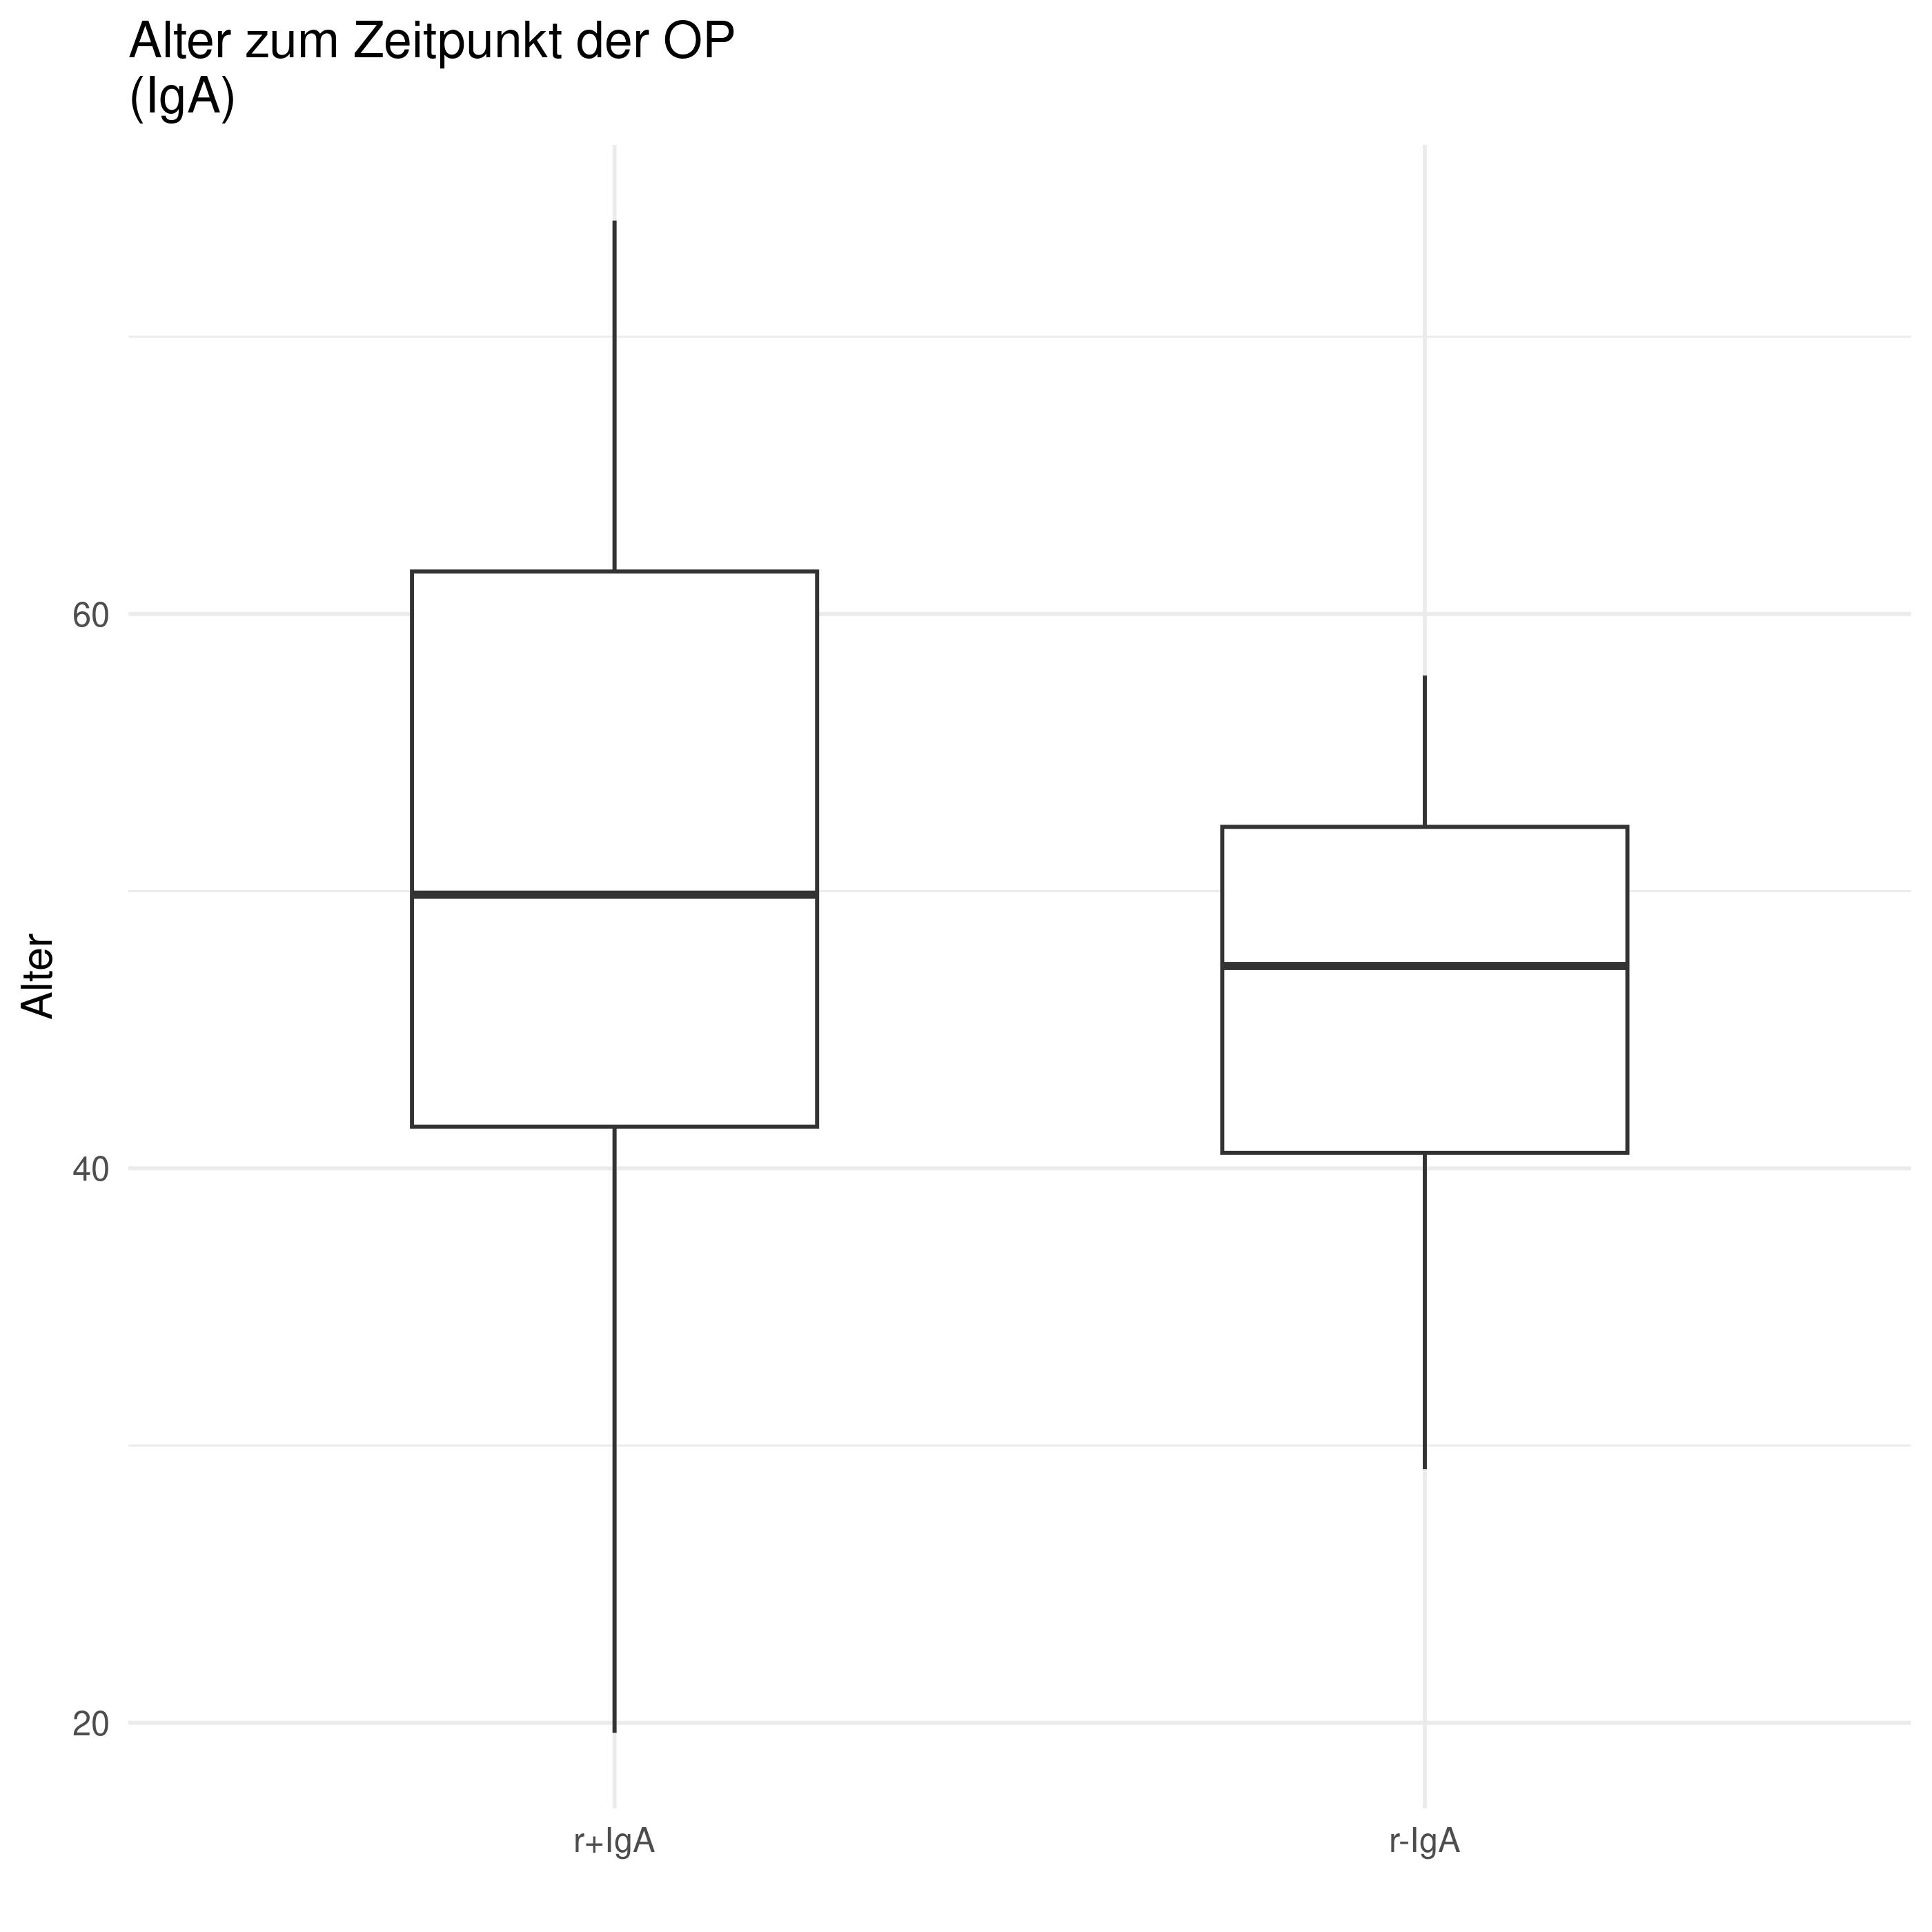 Alter zum Zeitpunkt der OP
(IgA)
Alter
60
40
20
r+IgA
r-IgA